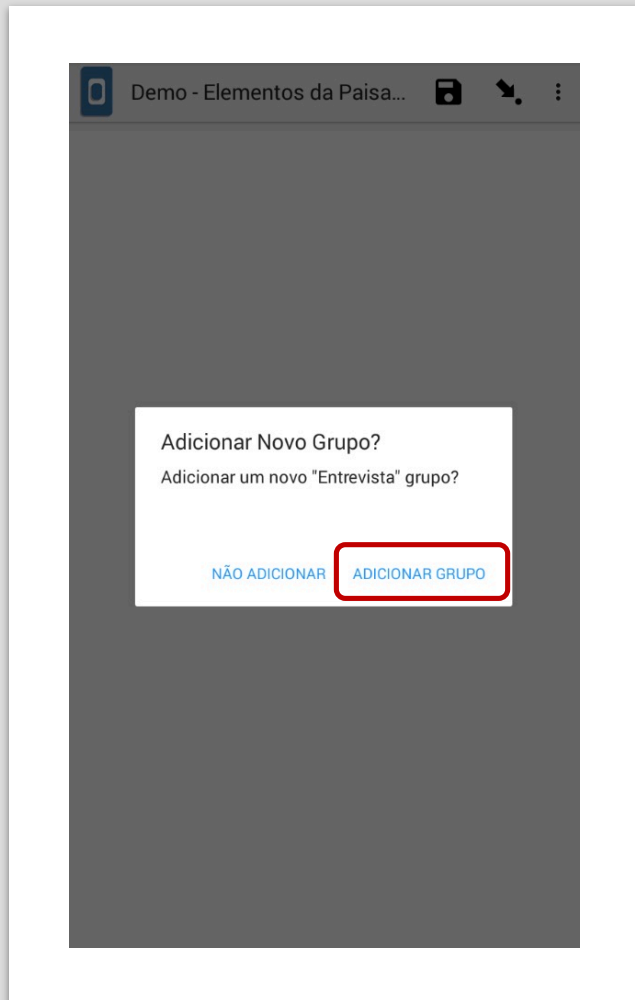 Demo - Elementos da Paisa...
Adicionar Novo Grupo?
Adicionar um novo "Entrevista" grupo?
NÃO ADICIONAR ADICIONAR GRUPO